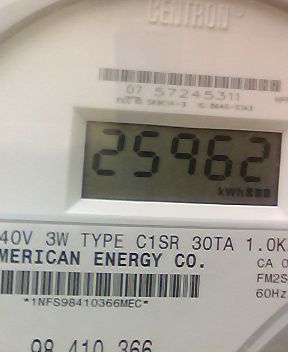 CENTRON®
07 57245311
25962
kWh
40V 3W TYPE C1SR 30TA 1.0K
MERICAN ENERGY CO.
CA 0
FM2S
60Hz
*1NFS98410366MEC*
98 410 366